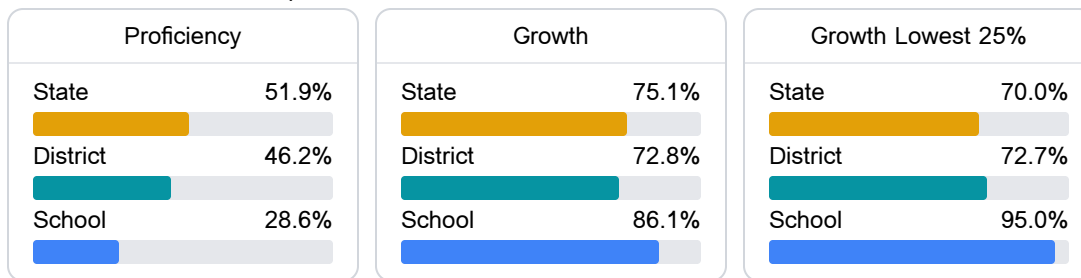 Proficiency
State 51.9%
District 46.2%
School 28.6%
Growth
State 75.1%
District 72.8%
School 86.1%
Growth Lowest 25%
State 70.0%
District 72.7%
School 95.0%